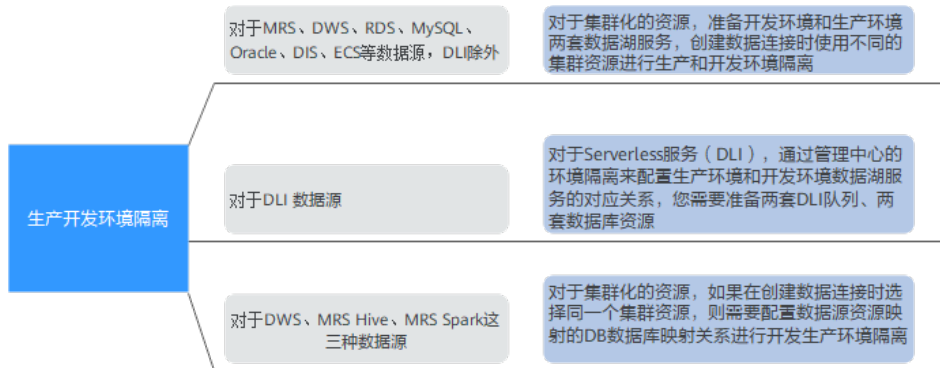 生产开发环境隔离
对于MRS、DWS、RDS、MySQL、
Oracle、DIS、ECS等数据源，DLI除外
对于集群化的资源，准备开发环境和生产环境
两套数据湖服务，创建数据连接时使用不同的
集群资源进行生产和开发环境隔离
对于DLI 数据源
对于Serverless服务（DLI），通过管理中心的
环境隔离来配置生产环境和开发环境数据湖服
务的对应关系，您需要准备两套DLI队列、两
套数据库资源
对于DWS、MRS Hive、MRS Spark这
三种数据源
对于集群化的资源，如果在创建数据连接时选
择同一个集群资源，则需要配置数据源资源映
射的DB数据库映射关系进行开发生产环境隔离